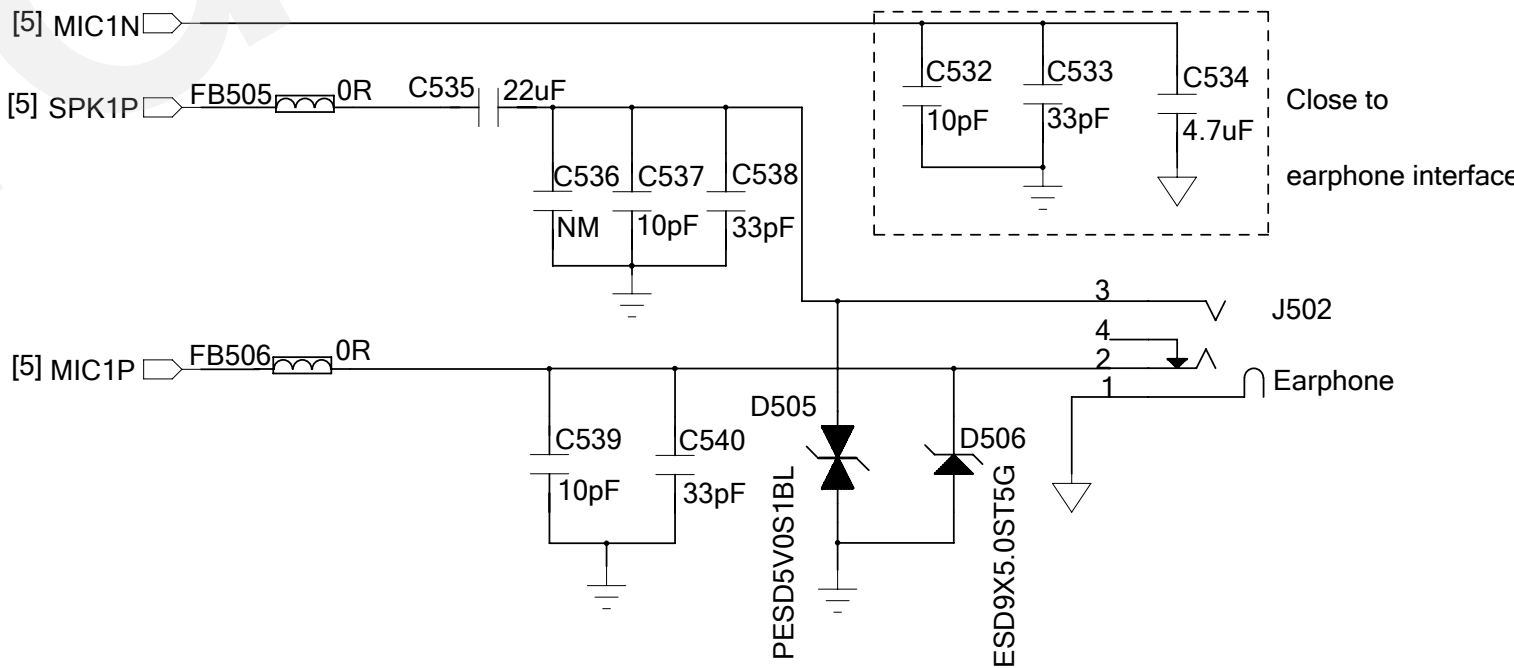 [5] MIC1N
C532
C533
C534
10pF
33pF
4.7uF
Close to
earphone interface
[5] SPK1P
FB505
0R
C535
22uF
C536
C537
C538
NM
10pF
33pF
3
J502
4
[5] MIC1P
FB506
0R
2
1
Earphone
C539
C540
10pF
33pF
D505
PESD5V0S1BL
D506
ESD9X5.0ST5G